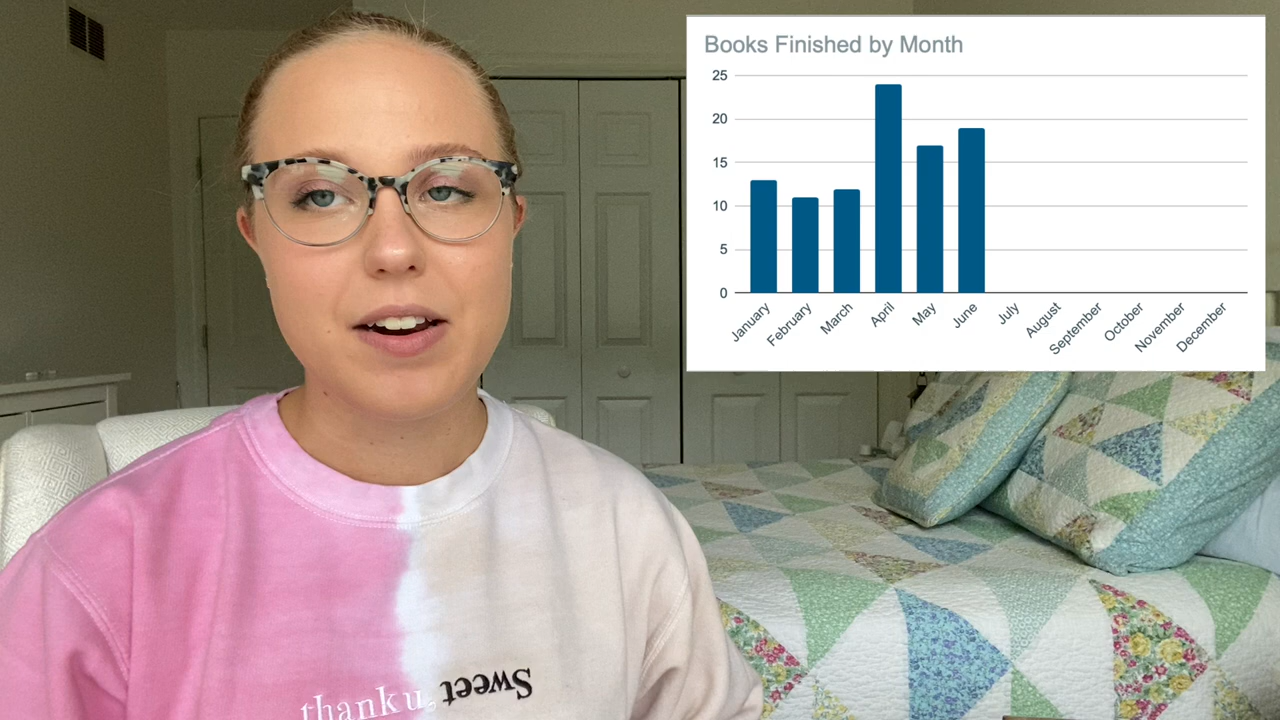 Books Finished by Month
25
20
15
10
5
0
January
February
March
April
May
June
July
August
September
October
November
December
thank u,
Sweet